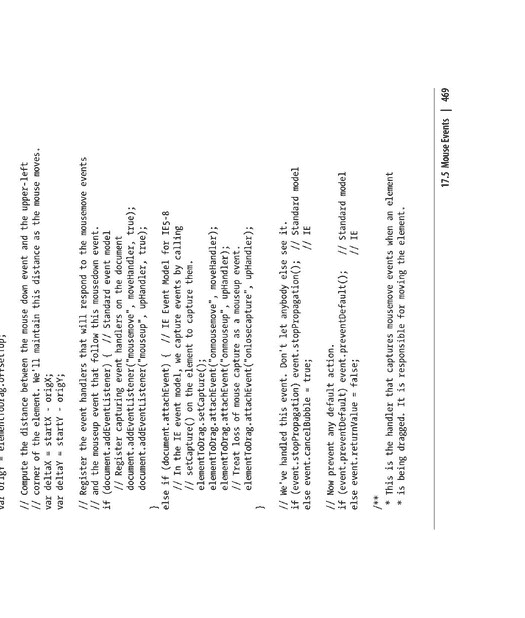 var origY = elementToDrag.offsetTop;
// Compute the distance between the mouse down event and the upper-left
// corner of the element. We'll maintain this distance as the mouse moves.
var deltaX = startX - origX;
var deltaY = startY - origY;
// Register the event handlers that will respond to the mousemove events
// and the mouseup event that follow this mousedown event.
if (document.addEventListener) {  // Standard event model
// Register capturing event handlers on the document
document.addEventListener("mousemove", moveHandler, true);
document.addEventListener("mouseup", upHandler, true);
}
else if (document.attachEvent) {  // IE Event Model for IE5-8
// In the IE event model, we capture events by calling
// setCapture() on the element to capture them.
elementToDrag.setCapture();
elementToDrag.attachEvent("onmousemove", moveHandler);
elementToDrag.attachEvent("onmouseup", upHandler);
// Treat loss of mouse capture as a mouseup event.
elementToDrag.attachEvent("onlosecapture", upHandler);
}
// We've handled this event. Don't let anybody else see it.
if (event.stopPropagation) event.stopPropagation();  // Standard model
else event.cancelBubble = true;  // IE
// Now prevent any default action.
if (event.preventDefault) event.preventDefault();  // Standard model
else event.returnValue = false;  // IE
/**
* This is the handler that captures mousemove events when an element
* is being dragged. It is responsible for moving the element.
17.5 Mouse Events | 469